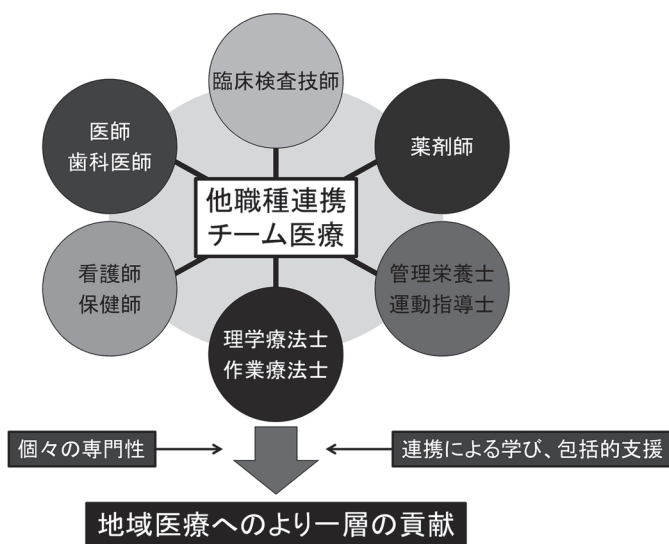 臨床検査技師
医師
歯科医師
薬剤師
他職種連携
チーム医療
看護師
保健師
管理栄養士
運動指導士
理学療法士
作業療法士
個々の専門性
連携による学び、包括的支援
地域医療へのより一層の貢献